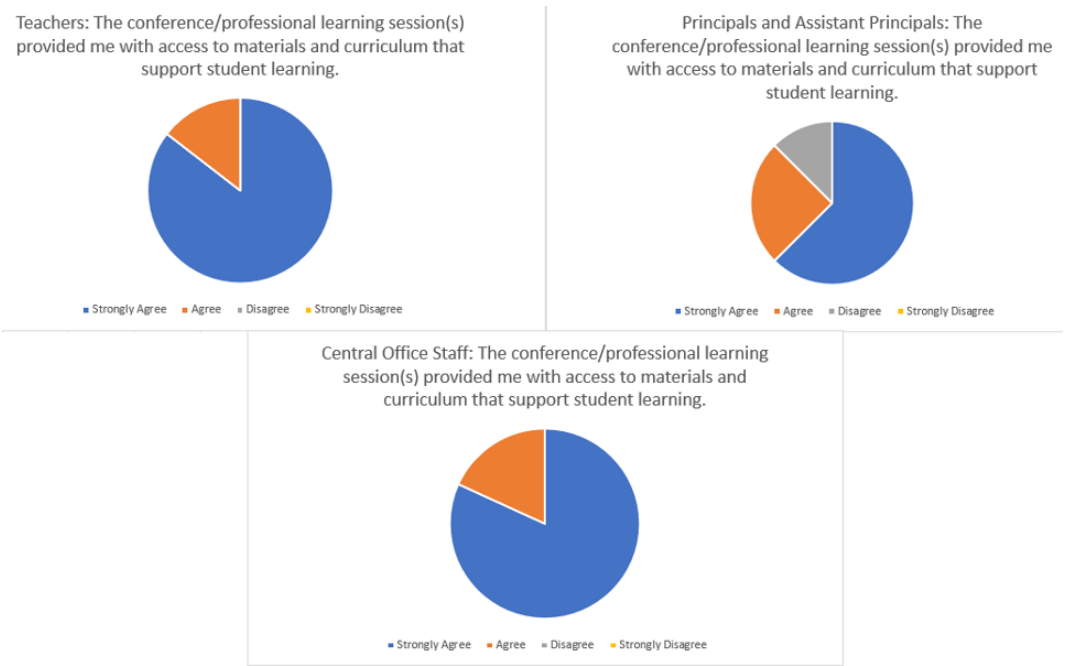 Teachers: The conference/professional learning session(s)
provided me with access to materials and curriculum that
support student learning.
Strongly Agree Agree Disagree Strongly Disagree
Principals and Assistant Principals: The
conference/professional learning session(s) provided me
with access to materials and curriculum that support
student learning.
Strongly Agree Agree Disagree Strongly Disagree
Central Office Staff: The conference/professional learning
session(s) provided me with access to materials and
curriculum that support student learning.
Strongly Agree Agree Disagree Strongly Disagree